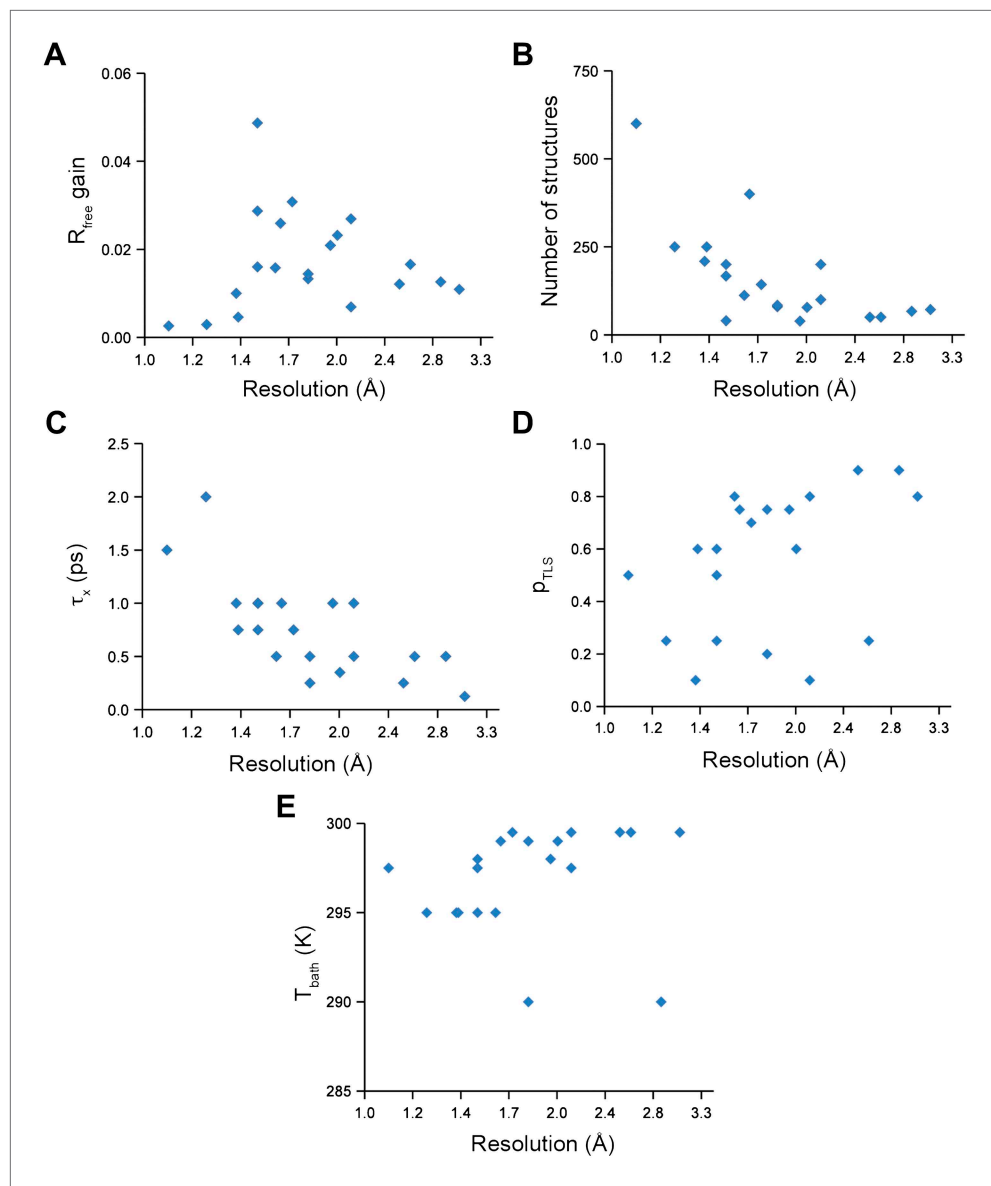 A
R_free gain
0.06
0.04
0.02
0.00
1.0 1.2 1.4 1.7 2.0 2.4 2.8 3.3
Resolution (Å)
B
Number of structures
750
500
250
0
1.0 1.2 1.4 1.7 2.0 2.4 2.8 3.3
Resolution (Å)
C
τ_x (ps)
2.5
2.0
1.5
1.0
0.5
0.0
1.0 1.2 1.4 1.7 2.0 2.4 2.8 3.3
Resolution (Å)
D
p_TLS
1.0
0.8
0.6
0.4
0.2
0.0
1.0 1.2 1.4 1.7 2.0 2.4 2.8 3.3
Resolution (Å)
E
T_bath (K)
300
295
290
285
1.0 1.2 1.4 1.7 2.0 2.4 2.8 3.3
Resolution (Å)